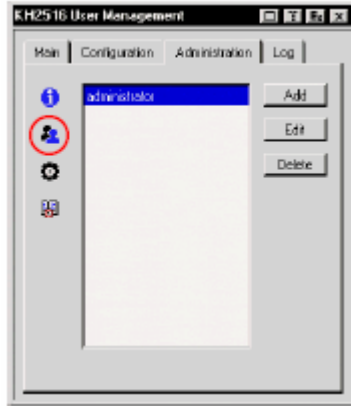 KH2516 User Management
Main Configuration Administration Log
administrator
Add
Edit
Delete